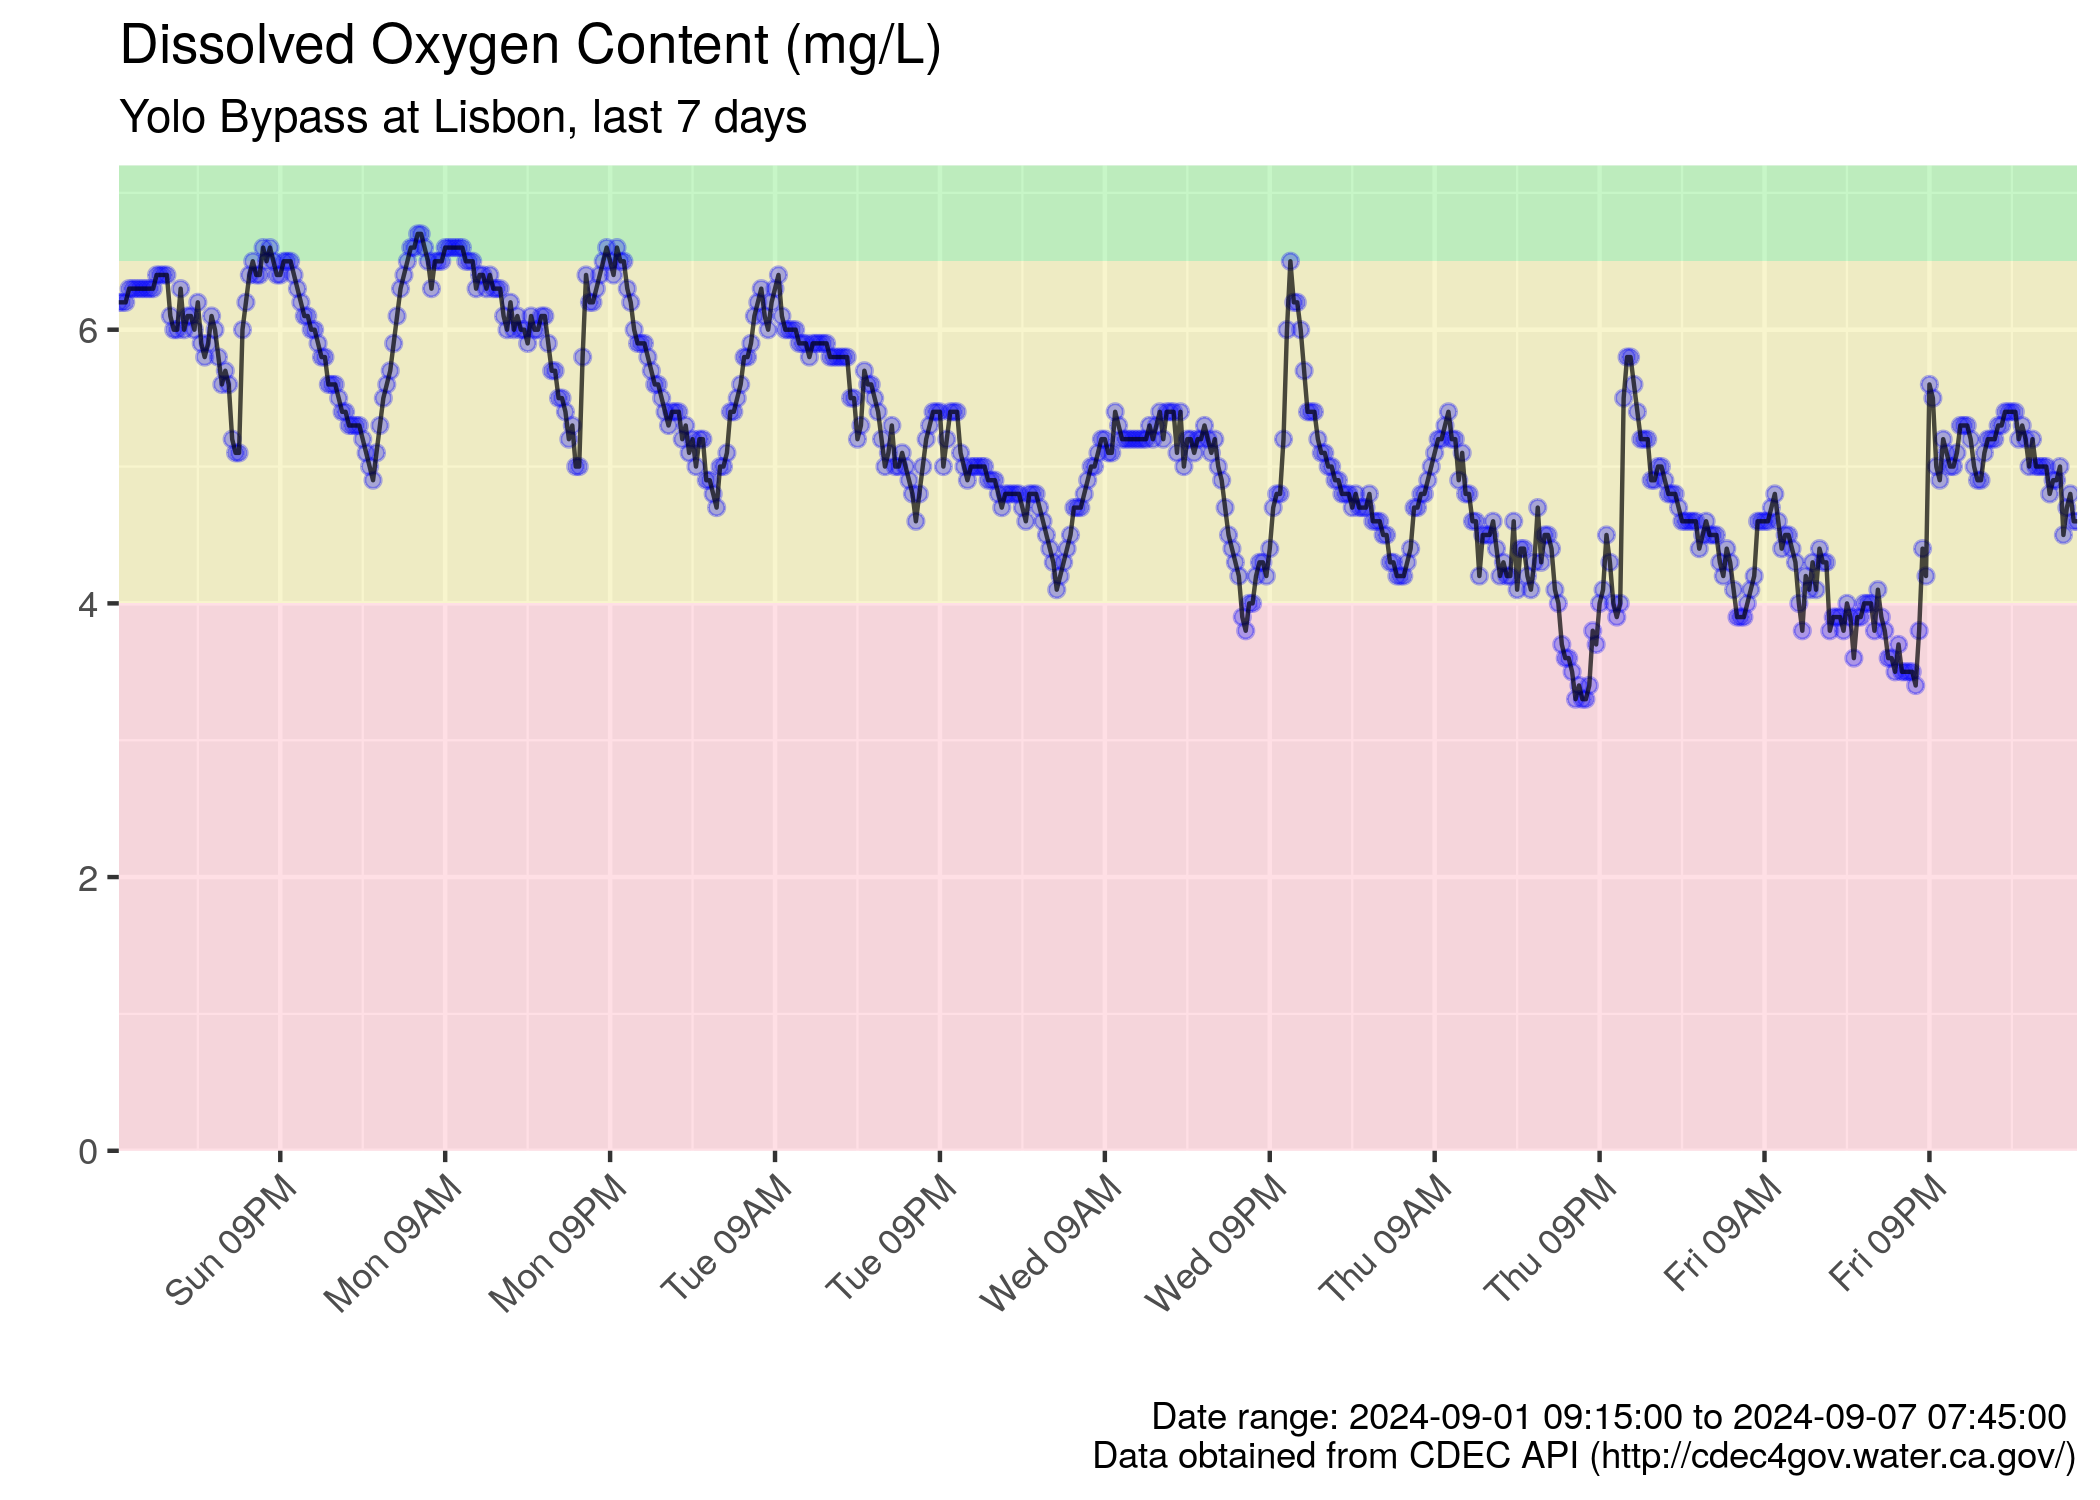 Dissolved Oxygen Content (mg/L)
Yolo Bypass at Lisbon, last 7 days
6
4
2
0
Sun 09PM
Mon 09AM
Mon 09PM
Tue 09AM
Tue 09PM
Wed 09AM
Wed 09PM
Thu 09AM
Thu 09PM
Fri 09AM
Fri 09PM
Date range: 2024-09-01 09:15:00 to 2024-09-07 07:45:00
Data obtained from CDEC API (http://cdec4gov.water.ca.gov/)